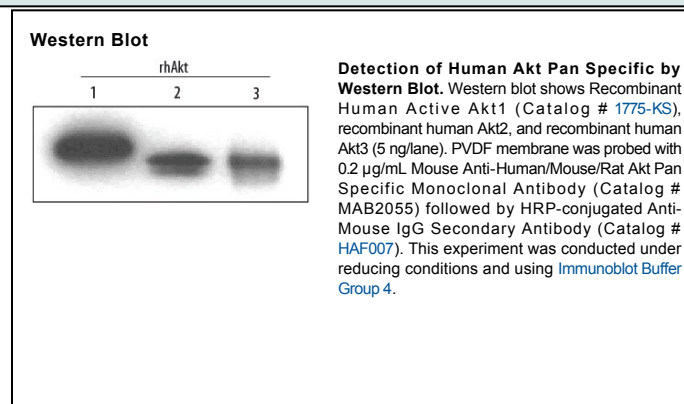 Western Blot
rhAkt
1 2 3
Detection of Human Akt Pan Specific by
Western Blot. Western blot shows Recombinant
Human Active Akt1 (Catalog # 1775-KS),
recombinant human Akt2, and recombinant human
Akt3 (5 ng/lane). PVDF membrane was probed with
0.2 µg/mL Mouse Anti-Human/Mouse/Rat Akt Pan
Specific Monoclonal Antibody (Catalog #
MAB2055) followed by HRP-conjugated Anti-
Mouse IgG Secondary Antibody (Catalog #
HAF007). This experiment was conducted under
reducing conditions and using Immunoblot Buffer
Group 4.